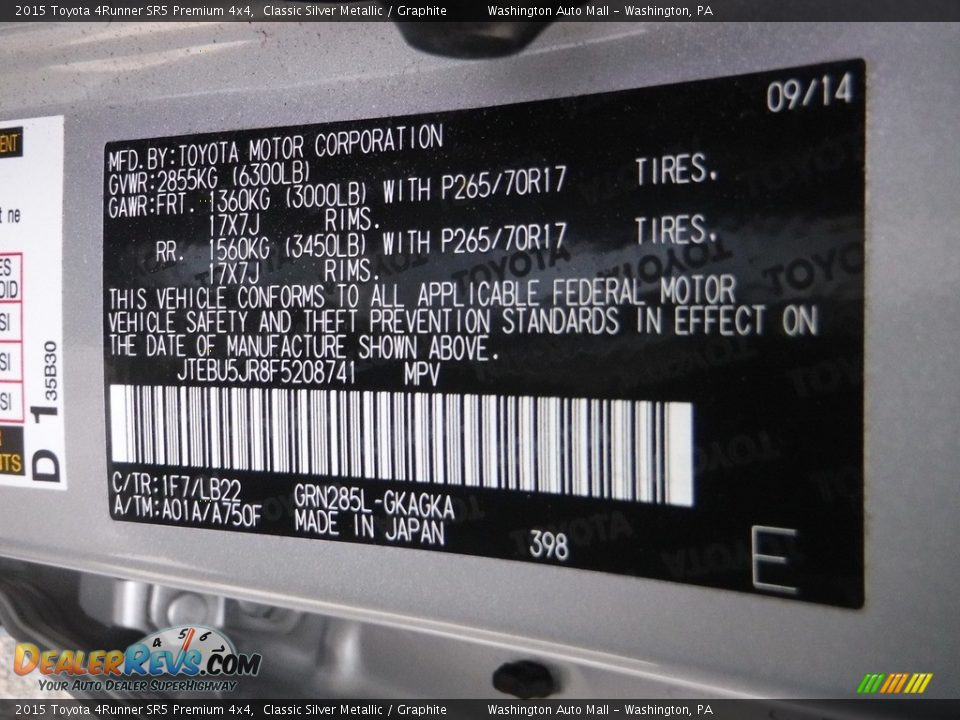 2015 Toyota 4Runner SR5 Premium 4x4, Classic Silver Metallic / Graphite Washington Auto Mall - Washington, PA
09/14
MFD.BY:TOYOTA MOTOR CORPORATION
GVWR:2855KG (6300LB)
GAWR:FRT. 1360KG (3000LB) WITH P265/70R17 TIRES.
17X7J RIMS.
RR. 1560KG (3450LB) WITH P265/70R17 TIRES.
17X7J RIMS.
THIS VEHICLE CONFORMS TO ALL APPLICABLE FEDERAL MOTOR
VEHICLE SAFETY AND THEFT PREVENTION STANDARDS IN EFFECT ON
THE DATE OF MANUFACTURE SHOWN ABOVE.
JTEBU5JR8F5208741 MPV
C/TR:1F7/LB22 GRN285L-GKAGKA
A/TM:A01A/A750F MADE IN JAPAN
398
E
D 1 35B30
4 5 6
DEALERREVS.COM
YOUR AUTO DEALER SUPERHIGHWAY
2015 Toyota 4Runner SR5 Premium 4x4, Classic Silver Metallic / Graphite Washington Auto Mall - Washington, PA